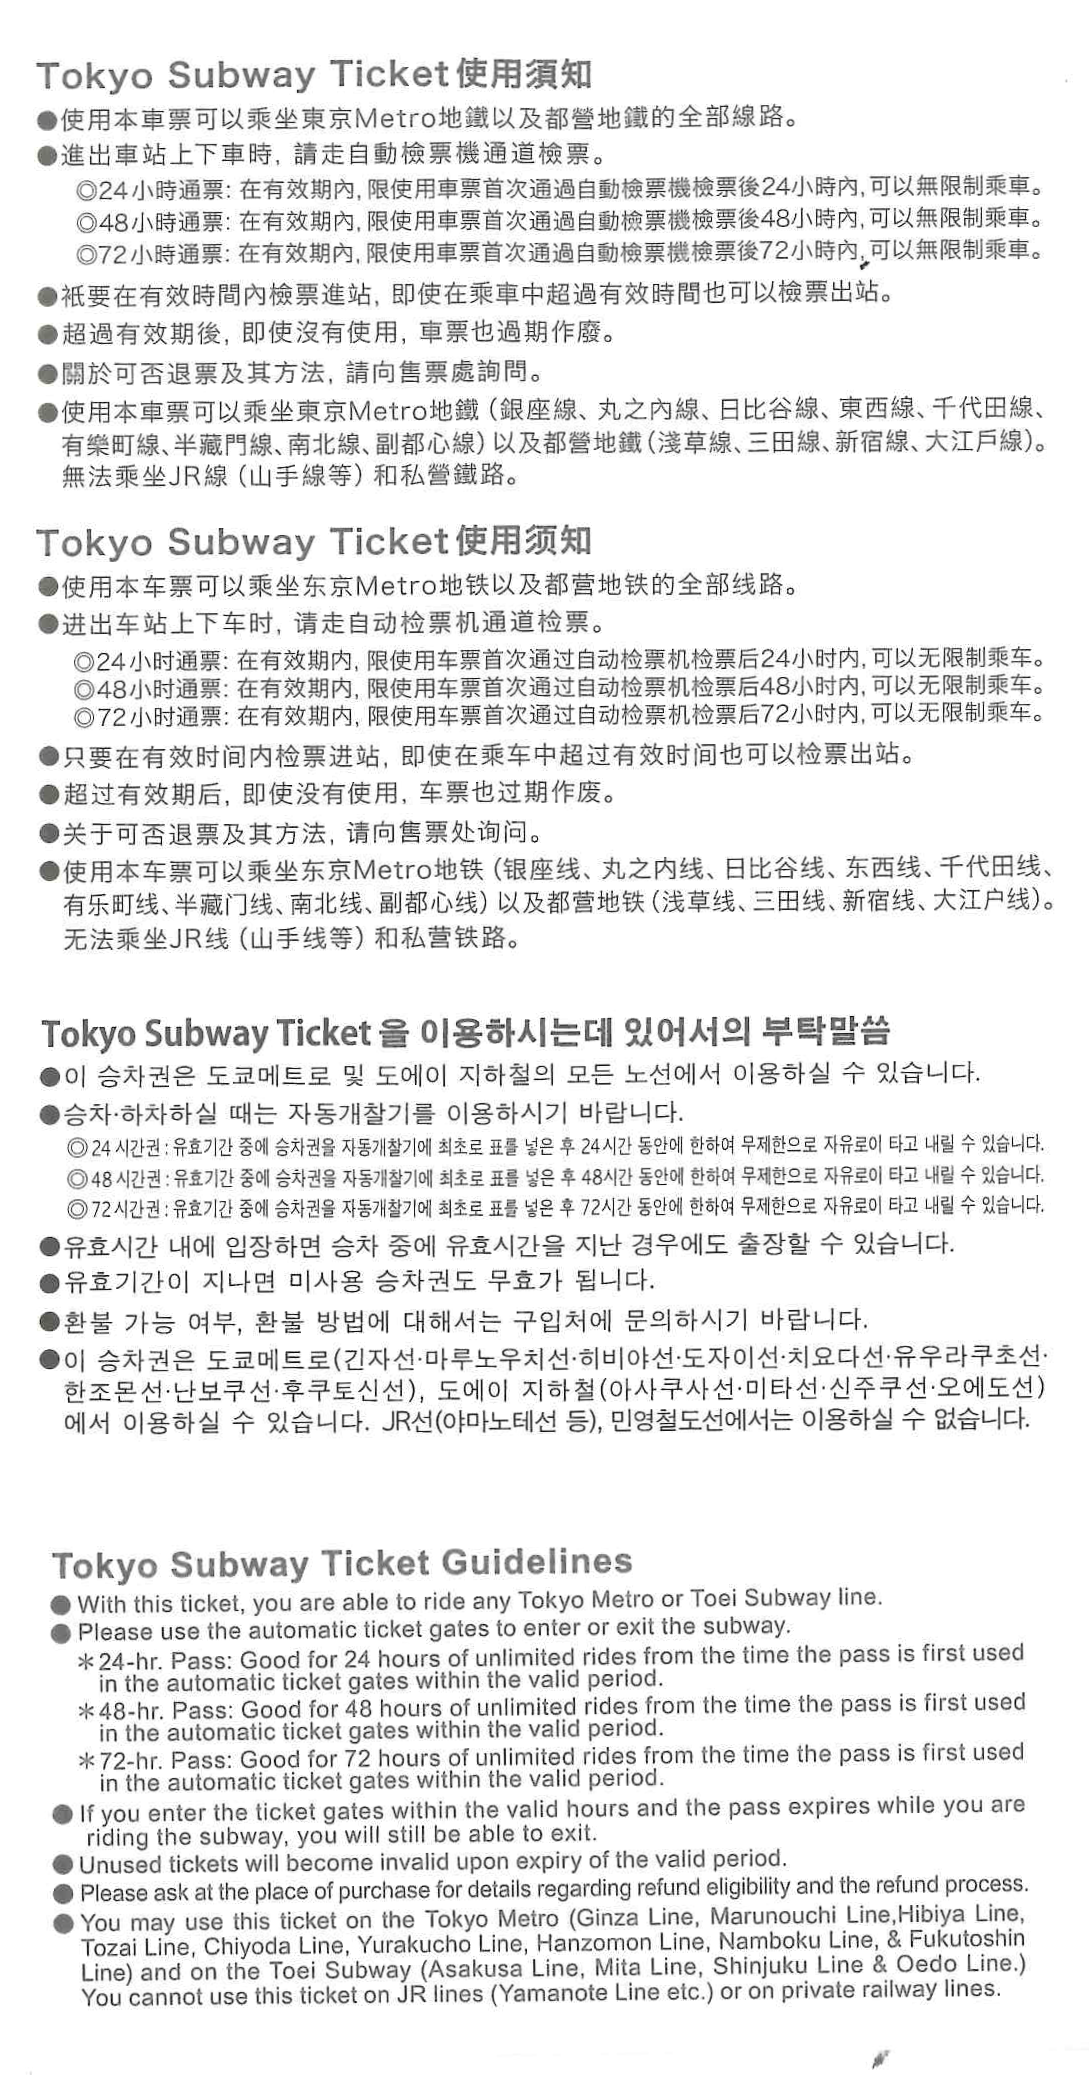 Tokyo Subway Ticket使用須知
●使用本車票可以乘坐東京Metro地鐵以及都營地鐵的全部線路。
●進出車站上下車時, 請走自動檢票機通道檢票。
◎24小時通票: 在有效期內, 限使用車票首次通過自動檢票機檢票後24小時內, 可以無限制乘車。
◎48小時通票: 在有效期內, 限使用車票首次通過自動檢票機檢票後48小時內, 可以無限制乘車。
◎72小時通票: 在有效期內, 限使用車票首次通過自動檢票機檢票後72小時內, 可以無限制乘車。
●衹要在有效時間內檢票進站, 即使在乘車中超過有效時間也可以檢票出站。
●超過有效期後, 即使沒有使用, 車票也過期作廢。
●關於可否退票及其方法, 請向售票處詢問。
●使用本車票可以乘坐東京Metro地鐵（銀座線、丸之內線、日比谷線、東西線、千代田線、
有樂町線、半藏門線、南北線、副都心線）以及都營地鐵（淺草線、三田線、新宿線、大江戶線）。
無法乘坐JR線（山手線等）和私營鐵路。
Tokyo Subway Ticket使用须知
●使用本车票可以乘坐东京Metro地铁以及都营地铁的全部线路。
●进出车站上下车时, 请走自动检票机通道检票。
◎24小时通票: 在有效期内, 限使用车票首次通过自动检票机检票后24小时内, 可以无限制乘车。
◎48小时通票: 在有效期内, 限使用车票首次通过自动检票机检票后48小时内, 可以无限制乘车。
◎72小时通票: 在有效期内, 限使用车票首次通过自动检票机检票后72小时内, 可以无限制乘车。
●只要在有效时间内检票进站, 即使在乘车中超过有效时间也可以检票出站。
●超过有效期后, 即使没有使用, 车票也过期作废。
●关于可否退票及其方法, 请向售票处询问。
●使用本车票可以乘坐东京Metro地铁（银座线、丸之内线、日比谷线、东西线、千代田线、
有乐町线、半藏门线、南北线、副都心线）以及都营地铁（浅草线、三田线、新宿线、大江户线）。
无法乘坐JR线（山手线等）和私营铁路。
Tokyo Subway Ticket 을 이용하시는데 있어서의 부탁말씀
●이 승차권은 도쿄메트로 및 도에이 지하철의 모든 노선에서 이용하실 수 있습니다.
●승차·하차하실 때는 자동개찰기를 이용하시기 바랍니다.
◎24 시간권 : 유효기간 중에 승차권을 자동개찰기에 최초로 표를 넣은 후 24시간 동안에 한하여 무제한으로 자유로이 타고 내릴 수 있습니다.
◎48 시간권 : 유효기간 중에 승차권을 자동개찰기에 최초로 표를 넣은 후 48시간 동안에 한하여 무제한으로 자유로이 타고 내릴 수 있습니다.
◎72시간권 : 유효기간 중에 승차권을 자동개찰기에 최초로 표를 넣은 후 72시간 동안에 한하여 무제한으로 자유로이 타고 내릴 수 있습니다.
●유효시간 내에 입장하면 승차 중에 유효시간을 지난 경우에도 출장할 수 있습니다.
●유효기간이 지나면 미사용 승차권도 무효가 됩니다.
●환불 가능 여부, 환불 방법에 대해서는 구입처에 문의하시기 바랍니다.
●이 승차권은 도쿄메트로(긴자선·마루노우치선·히비야선·도자이선·치요다선·유우라쿠초선·
한조몬선·난보쿠선·후쿠토신선), 도에이 지하철(아사쿠사선·미타선·신주쿠선·오에도선)
에서 이용하실 수 있습니다. JR선(야마노테선 등), 민영철도선에서는 이용하실 수 없습니다.
Tokyo Subway Ticket Guidelines
● With this ticket, you are able to ride any Tokyo Metro or Toei Subway line.
● Please use the automatic ticket gates to enter or exit the subway.
＊24-hr. Pass: Good for 24 hours of unlimited rides from the time the pass is first used
in the automatic ticket gates within the valid period.
＊48-hr. Pass: Good for 48 hours of unlimited rides from the time the pass is first used
in the automatic ticket gates within the valid period.
＊72-hr. Pass: Good for 72 hours of unlimited rides from the time the pass is first used
in the automatic ticket gates within the valid period.
● If you enter the ticket gates within the valid hours and the pass expires while you are
riding the subway, you will still be able to exit.
● Unused tickets will become invalid upon expiry of the valid period.
● Please ask at the place of purchase for details regarding refund eligibility and the refund process.
● You may use this ticket on the Tokyo Metro (Ginza Line, Marunouchi Line,Hibiya Line,
Tozai Line, Chiyoda Line, Yurakucho Line, Hanzomon Line, Namboku Line, & Fukutoshin
Line) and on the Toei Subway (Asakusa Line, Mita Line, Shinjuku Line & Oedo Line.)
You cannot use this ticket on JR lines (Yamanote Line etc.) or on private railway lines.